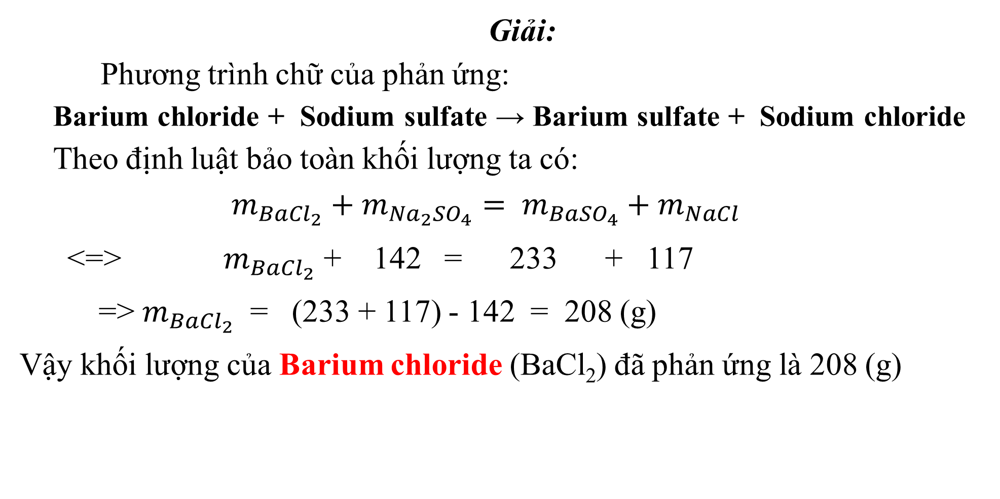 Giải:
Phương trình chữ của phản ứng:
Barium chloride + Sodium sulfate → Barium sulfate + Sodium chloride
Theo định luật bảo toàn khối lượng ta có:
m_{BaCl_2} + m_{Na_2SO_4} = m_{BaSO_4} + m_{NaCl}
<=> m_{BaCl_2} + 142 = 233 + 117
=> m_{BaCl_2} = (233 + 117) - 142 = 208 (g)
Vậy khối lượng của Barium chloride (BaCl₂) đã phản ứng là 208 (g)